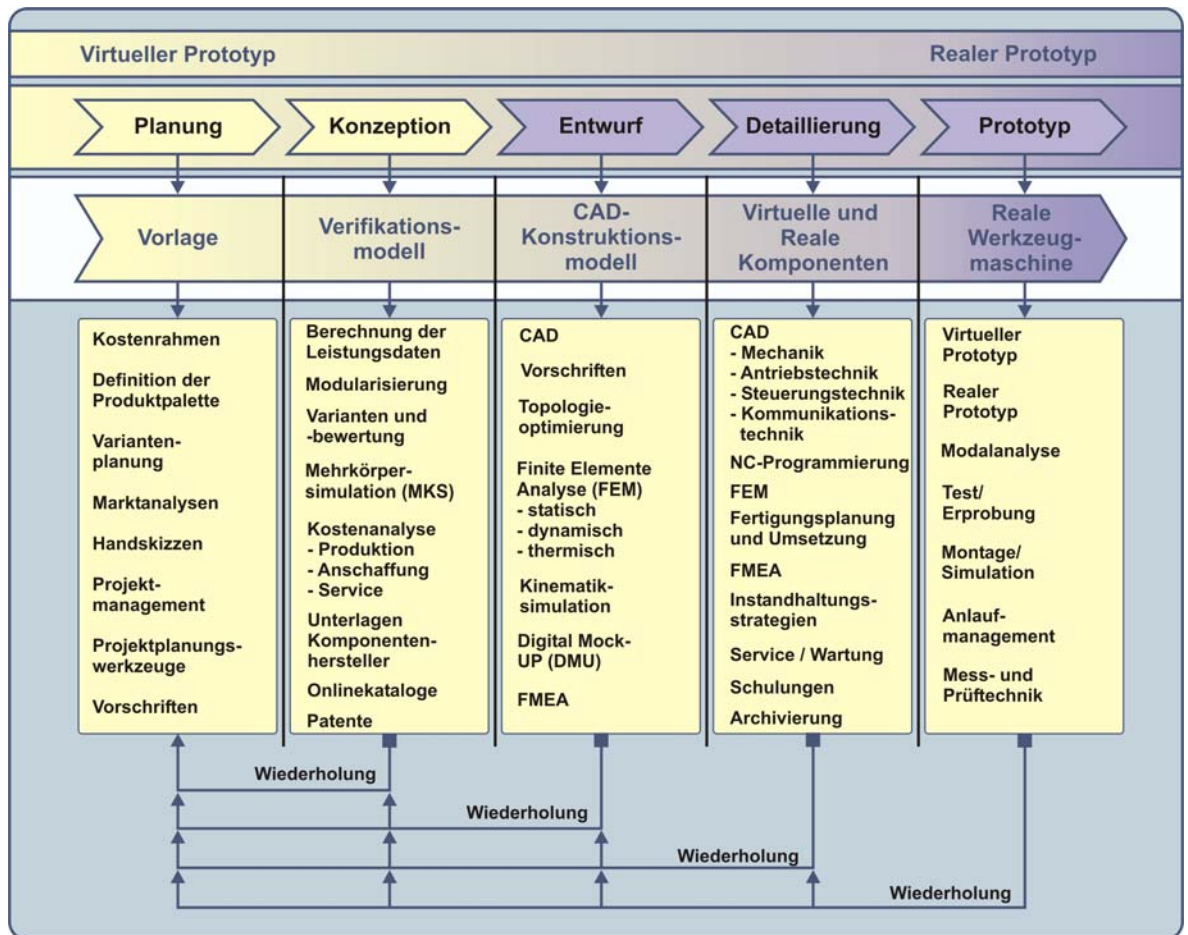 Virtueller Prototyp
Realer Prototyp
Planung
Konzeption
Entwurf
Detaillierung
Prototyp
Vorlage
Verifikations-
modell
CAD-
Konstruktions-
modell
Virtuelle und
Reale
Komponenten
Reale
Werkzeug-
maschine
Kostenrahmen
Definition der
Produktpalette
Varianten-
planung
Marktanalysen
Handskizzen
Projekt-
management
Projektplanungs-
werkzeuge
Vorschriften
Berechnung der
Leistungsdaten
Modularisierung
Varianten und
-bewertung
Mehrkörper-
simulation (MKS)
Kostenanalyse
- Produktion
- Anschaffung
- Service
Unterlagen
Komponenten-
hersteller
Onlinekataloge
Patente
CAD
Vorschriften
Topologie-
optimierung
Finite Elemente
Analyse (FEM)
- statisch
- dynamisch
- thermisch
Kinematik-
simulation
Digital Mock-
UP (DMU)
FMEA
CAD
- Mechanik
- Antriebstechnik
- Steuerungstechnik
- Kommunikations-
technik
NC-Programmierung
FEM
Fertigungsplanung
und Umsetzung
FMEA
Instandhaltungs-
strategien
Service / Wartung
Schulungen
Archivierung
Virtueller
Prototyp
Realer
Prototyp
Modalanalyse
Test/
Erprobung
Montage/
Simulation
Anlauf-
management
Mess- und
Prüftechnik
Wiederholung
Wiederholung
Wiederholung
Wiederholung